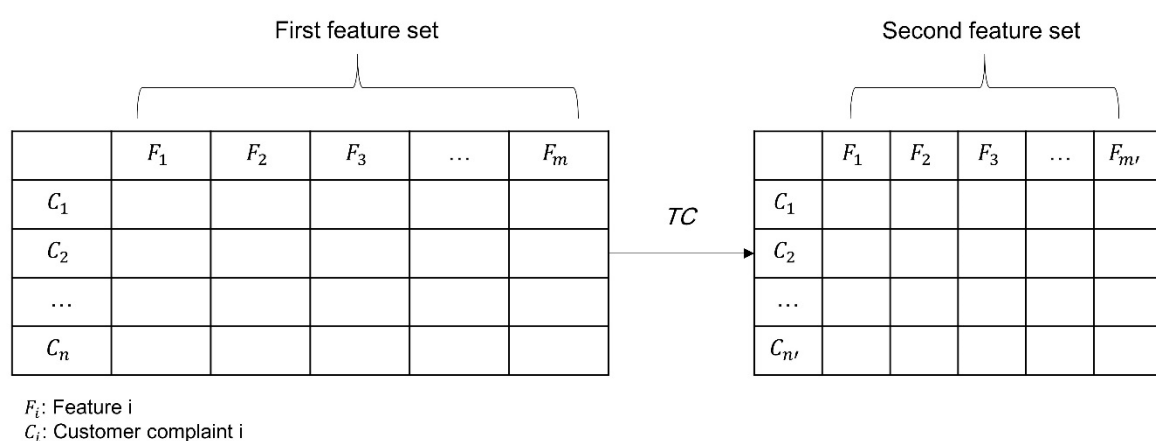 First feature set
Second feature set
F₁ F₂ F₃ … Fₘ
F₁ F₂ F₃ … Fₘ′
C₁
C₂
…
Cₙ
TC
C₁
C₂
…
Cₙ′
Fᵢ: Feature i
Cᵢ: Customer complaint i